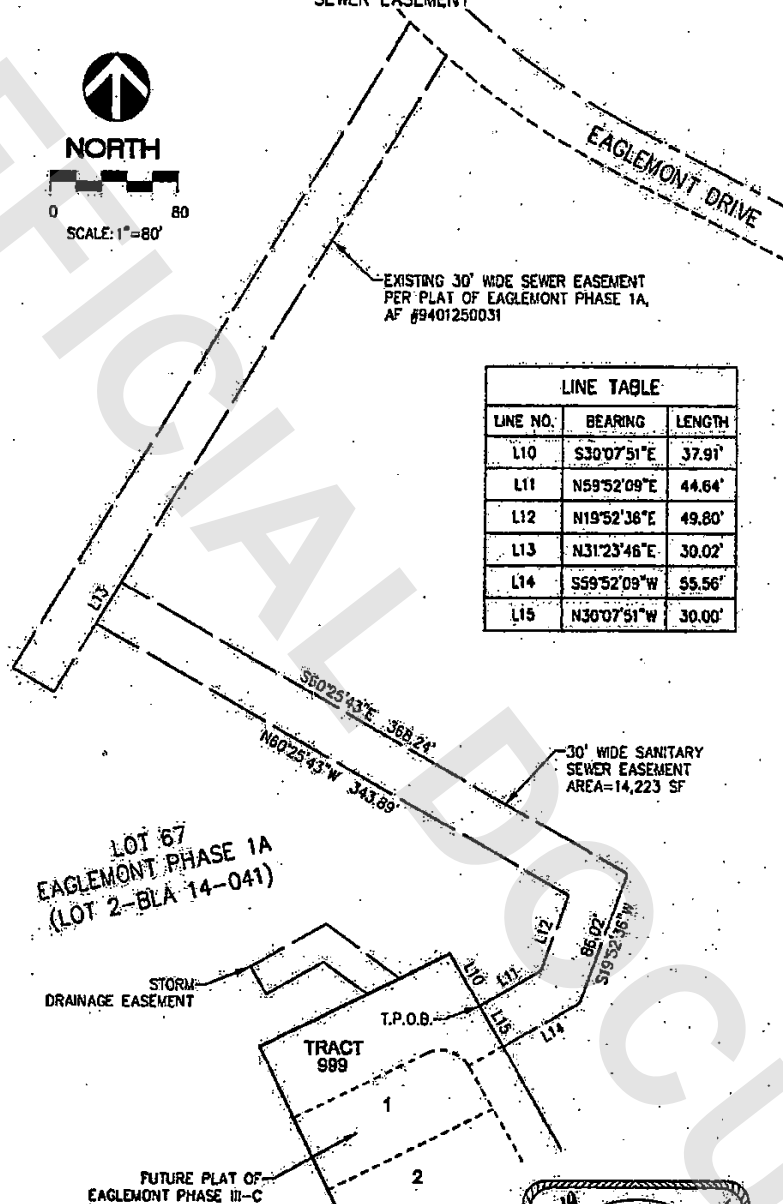 SEWER EASEMENT
NORTH
0 80
SCALE: 1"=80'
EAGLEMONT DRIVE
EXISTING 30' WIDE SEWER EASEMENT
PER PLAT OF EAGLEMONT PHASE 1A,
AF #9401250031
LINE TABLE
LINE NO. BEARING LENGTH
L10 S30°07'51"E 37.91'
L11 N59°52'09"E 44.64'
L12 N19°52'36"E 49.80'
L13 N31°23'46"E 30.02'
L14 S59°52'09"W 55.56'
L15 N30°07'51"W 30.00'
L13
S60°25'43"E 368.24'
N60°25'43"W 343.89'
30' WIDE SANITARY
SEWER EASEMENT
AREA=14,223 SF
LOT 67
EAGLEMONT PHASE 1A
(LOT 2-BLA 14-041)
L12
86.02'
S19°52'36"W
STORM
DRAINAGE EASEMENT
L10
L11
T.P.O.B.
L15
L14
TRACT
999
1
2
FUTURE PLAT OF
EAGLEMONT PHASE III-C
OFFICIAL DOCU